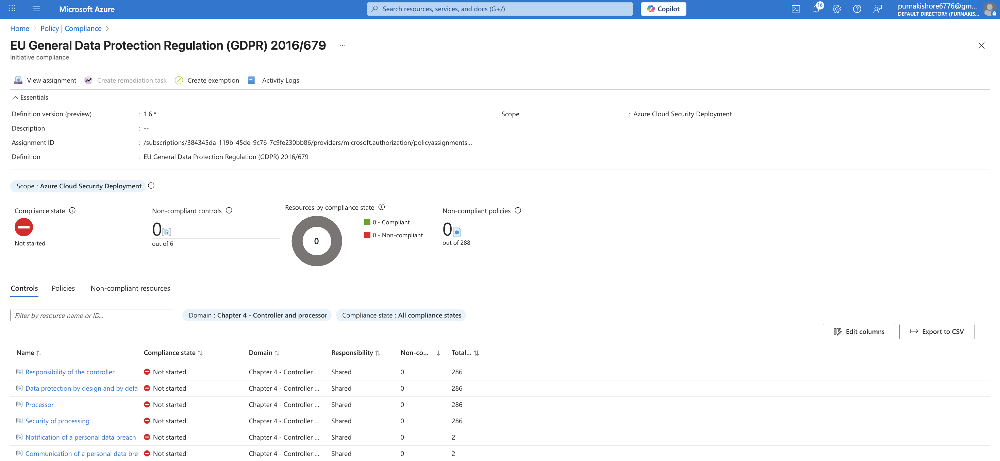 Microsoft Azure
Search resources, services, and docs (G+/)
Copilot
16
purnakishore6776@gm...
DEFAULT DIRECTORY (PURNAKIS...
Home > Policy | Compliance >
EU General Data Protection Regulation (GDPR) 2016/679 ...
Initiative compliance
View assignment Create remediation task Create exemption Activity Logs
Essentials
Definition version (preview) : 1.6.* Scope : Azure Cloud Security Deployment
Description : --
Assignment ID : /subscriptions/384345da-119b-45de-9c76-7c9fe230bb86/providers/microsoft.authorization/policyassignments...
Definition : EU General Data Protection Regulation (GDPR) 2016/679
Scope : Azure Cloud Security Deployment
Compliance state
Not started
Non-compliant controls
0
out of 6
Resources by compliance state
0
0 - Compliant
0 - Non-compliant
Non-compliant policies
0
out of 288
Controls Policies Non-compliant resources
Filter by resource name or ID...
Domain : Chapter 4 - Controller and processor
Compliance state : All compliance states
Edit columns
Export to CSV
Name Compliance state Domain Responsibility Non-co... Total...
Responsibility of the controller Not started Chapter 4 - Controller ... Shared 0 286
Data protection by design and by defa Not started Chapter 4 - Controller ... Shared 0 286
Processor Not started Chapter 4 - Controller ... Shared 0 286
Security of processing Not started Chapter 4 - Controller ... Shared 0 286
Notification of a personal data breach Not started Chapter 4 - Controller ... Shared 0 2
Communication of a personal data bre Not started Chapter 4 - Controller ... Shared 0 2